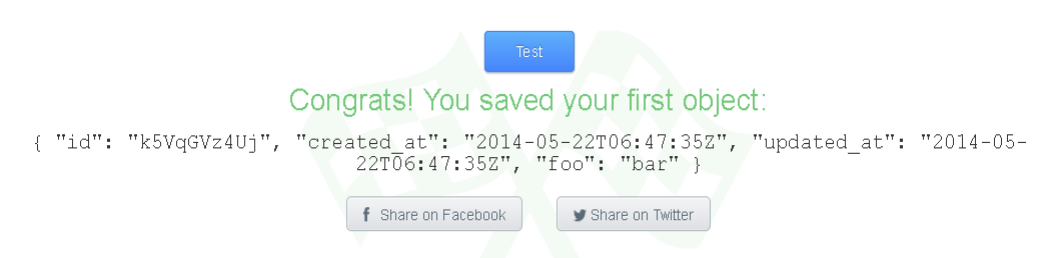 Test
Congrats! You saved your first object:
{ "id": "k5VqGVz4Uj", "created_at": "2014-05-22T06:47:35Z", "updated_at": "2014-05-
22T06:47:35Z", "foo": "bar" }
Share on Facebook Share on Twitter